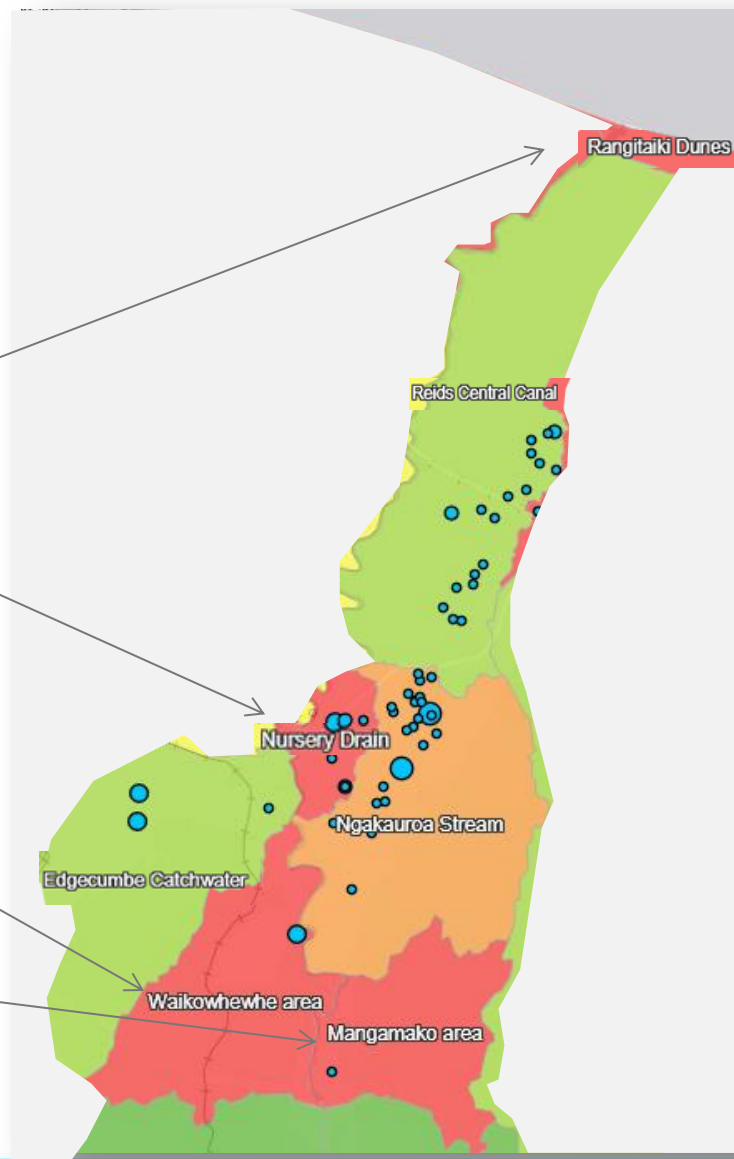 Rangitaiki Dunes
Reids Central Canal
Nursery Drain
Ngakauroa Stream
Edgecumbe Catchwater
Waikowhewhe area
Mangamako area